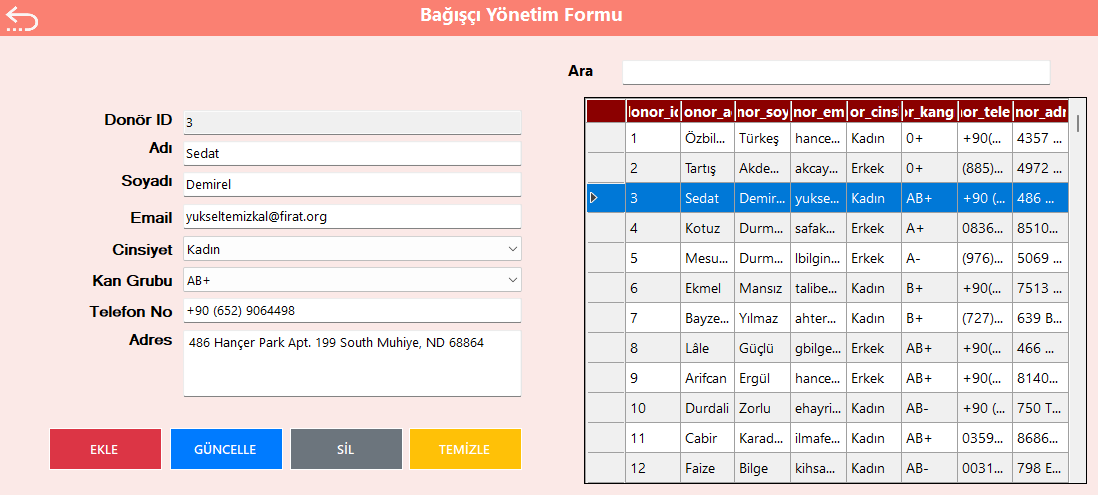 Bağışçı Yönetim Formu
Ara
Donör ID 3
Adı Sedat
Soyadı Demirel
Email yukseltemizkal@firat.org
Cinsiyet Kadın
Kan Grubu AB+
Telefon No +90 (652) 9064498
Adres 486 Hançer Park Apt. 199 South Muhiye, ND 68864
EKLE GÜNCELLE SİL TEMİZLE
donor_id onor_a nor_soy nor_em or_cins or_kang nor_tele nor_adr
1 Özbil... Türkeş hance... Kadın 0+ +90(... 4357 ...
2 Tartış Akde... akcay... Erkek 0+ (885)... 4972 ...
3 Sedat Demir... yukse... Kadın AB+ +90 (... 486 ...
4 Kotuz Durm... safak... Erkek A+ 0836... 8510...
5 Mesu... Durm... lbilgin... Erkek A- (976)... 5069 ...
6 Ekmel Mansız talibe... Erkek B+ +90(... 7513 ...
7 Bayze... Yılmaz ahter... Erkek B+ (727)... 639 B...
8 Lâle Güçlü gbilge... Erkek AB+ +90(... 466 ...
9 Arifcan Ergül hance... Erkek AB+ +90(... 8140...
10 Durdali Zorlu ehayri... Kadın AB- +90 (... 750 T...
11 Cabir Karad... ilmafe... Kadın AB+ 0359... 8686...
12 Faize Bilge kihsa... Kadın AB- 0031... 798 E...